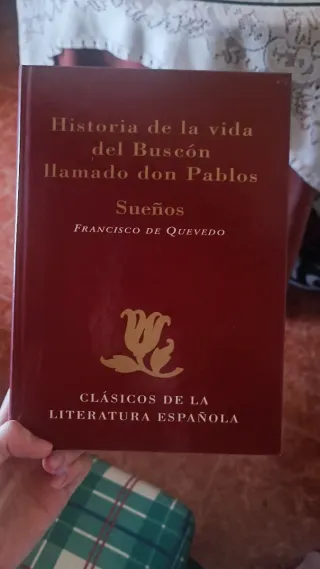 Historia de la vida
del Buscón
llamado don Pablos
Sueños
FRANCISCO DE QUEVEDO
CLÁSICOS DE LA
LITERATURA ESPAÑOLA